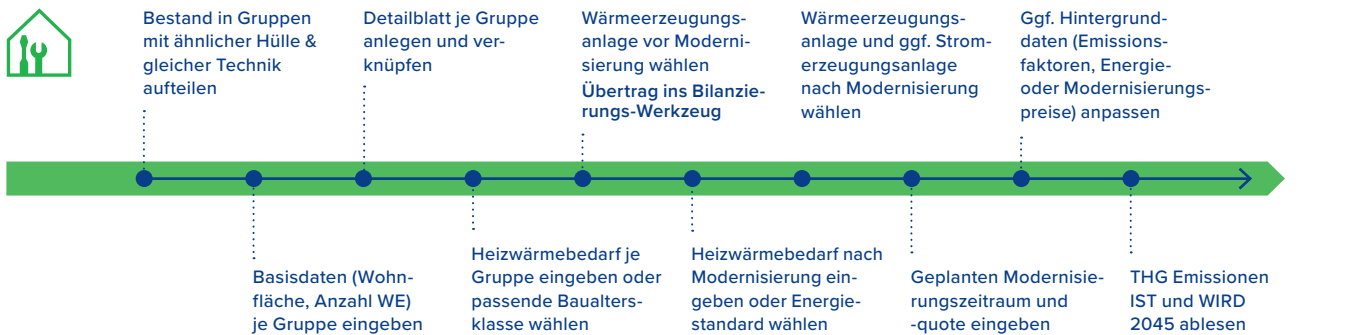 Bestand in Gruppen
mit ähnlicher Hülle &
gleicher Technik
aufteilen
Detailblatt je Gruppe
anlegen und ver-
knüpfen
Wärmeerzeugungs-
anlage vor Moderni-
sierung wählen
Übertrag ins Bilanzie-
rungs-Werkzeug
Wärmeerzeugungs-
anlage und ggf. Strom-
erzeugungsanlage
nach Modernisierung
wählen
Ggf. Hintergrund-
daten (Emissions-
faktoren, Energie-
oder Modernisierungs-
preise) anpassen
Basisdaten (Wohn-
fläche, Anzahl WE)
je Gruppe eingeben
Heizwärmebedarf je
Gruppe eingeben oder
passende Baualters-
klasse wählen
Heizwärmebedarf nach
Modernisierung ein-
geben oder Energie-
standard wählen
Geplanten Modernisie-
rungszeitraum und
-quote eingeben
THG Emissionen
IST und WIRD
2045 ablesen